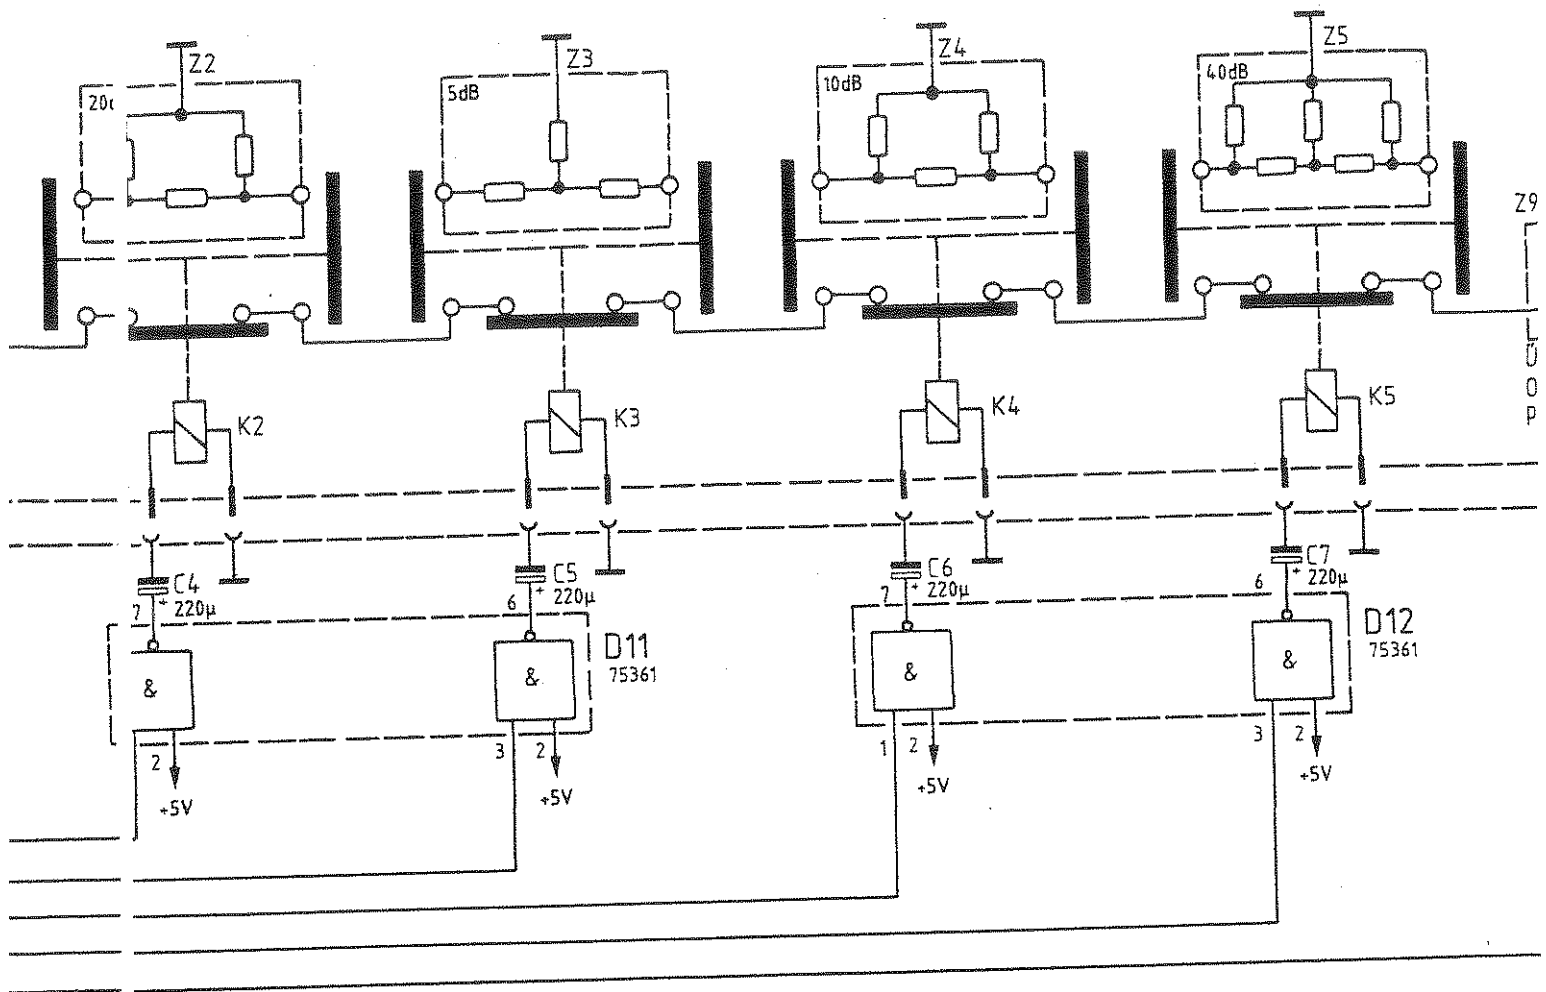 Z2
Z3
Z4
Z5
5dB
10dB
40dB
Z9
K2
K3
K4
K5
C4
220µ
+
7
C5
220µ
+
6
C6
220µ
+
7
C7
220µ
+
6
&
&
D11
75361
&
&
D12
75361
2
+5V
3
2
+5V
1
2
+5V
3
2
+5V